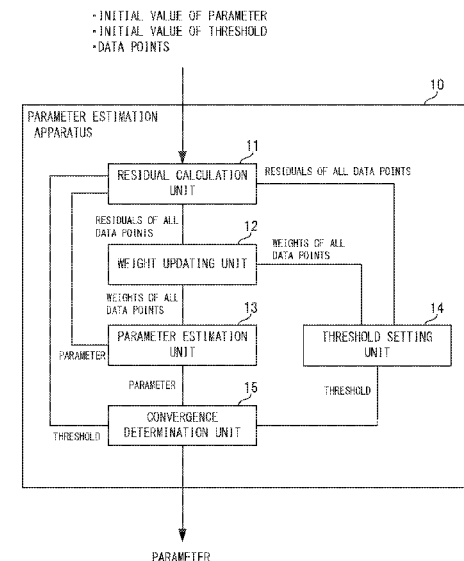 •INITIAL VALUE OF PARAMETER
•INITIAL VALUE OF THRESHOLD
•DATA POINTS
10
PARAMETER ESTIMATION
APPARATUS
11
RESIDUAL CALCULATION
UNIT
RESIDUALS OF ALL DATA POINTS
RESIDUALS OF ALL
DATA POINTS
12
WEIGHTS OF ALL
DATA POINTS
WEIGHT UPDATING UNIT
WEIGHTS OF ALL
DATA POINTS
13
14
PARAMETER ESTIMATION
UNIT
THRESHOLD SETTING
UNIT
PARAMETER
PARAMETER
15
THRESHOLD
CONVERGENCE
DETERMINATION UNIT
THRESHOLD
PARAMETER